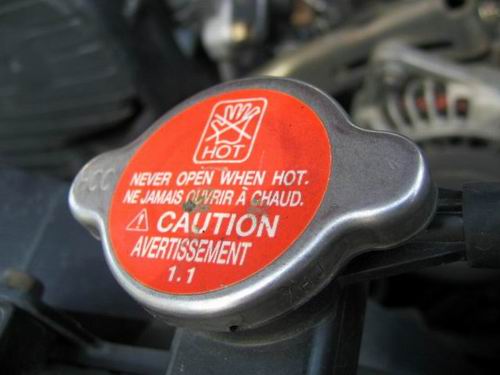 HOT
NEVER OPEN WHEN HOT.
NE JAMAIS OUVRIR À CHAUD.
CAUTION
AVERTISSEMENT
1.1